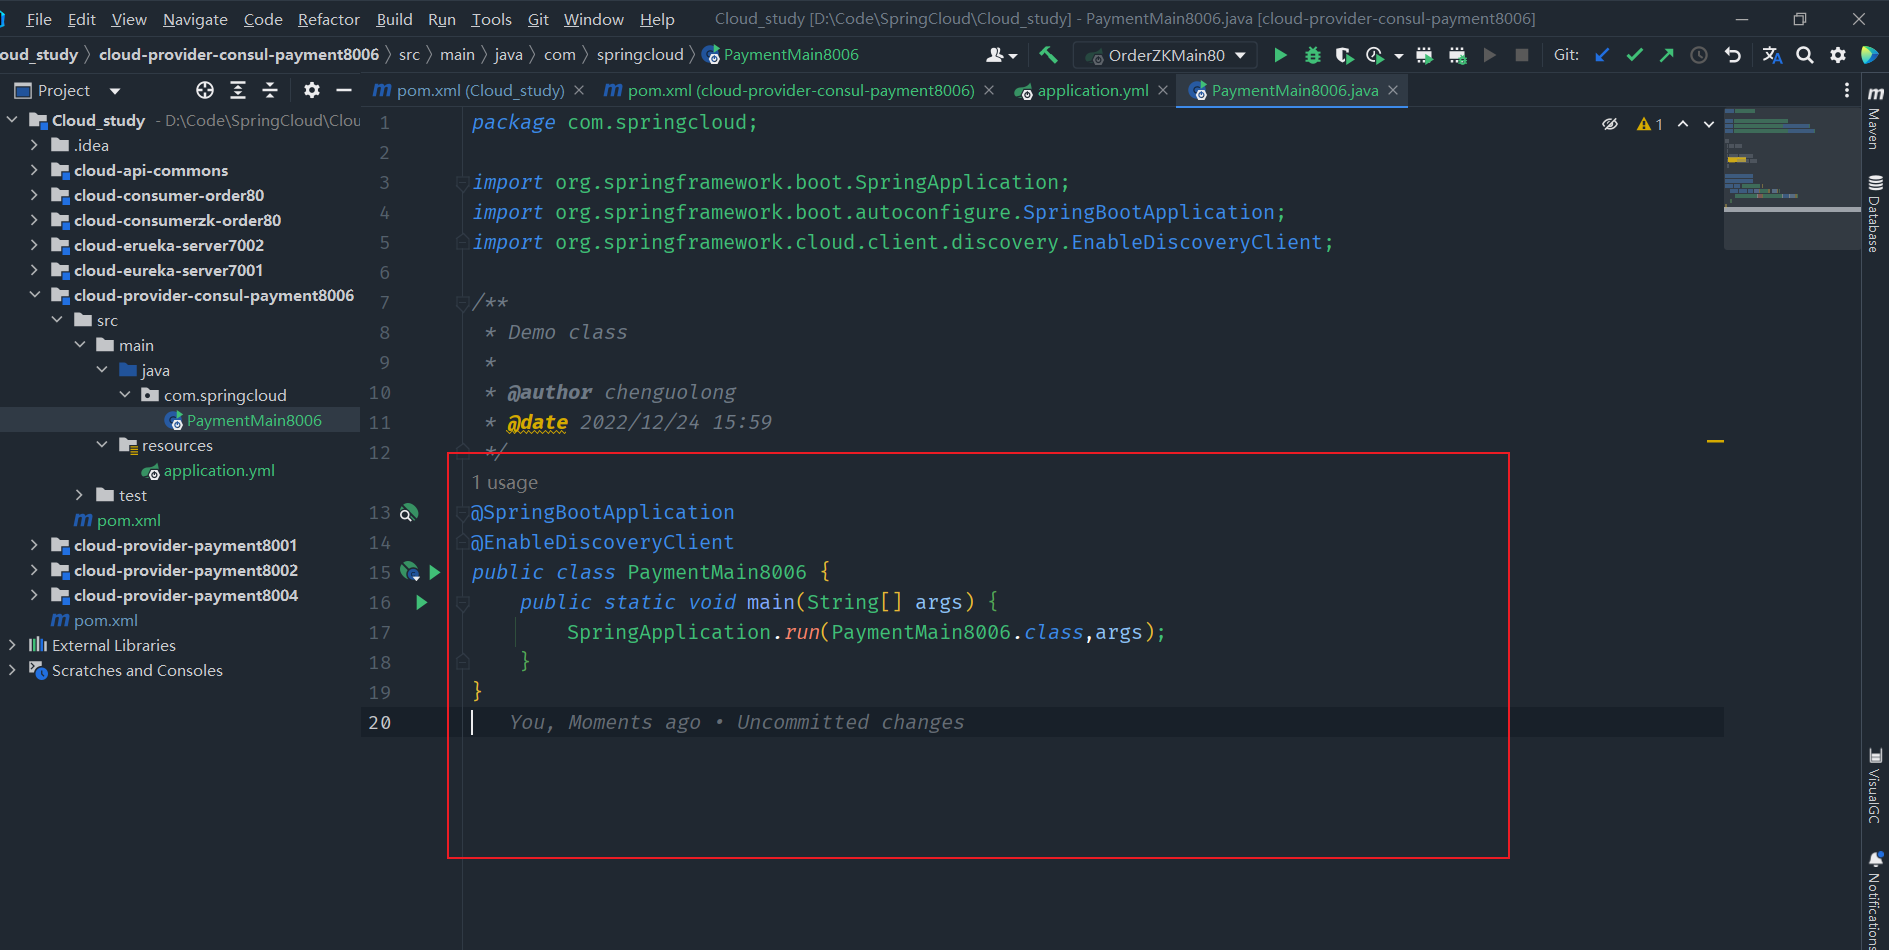 File Edit View Navigate Code Refactor Build Run Tools Git Window Help Cloud_study [D:\Code\SpringCloud\Cloud_study] - PaymentMain8006.java [cloud-provider-consul-payment8006]
oud_study cloud-provider-consul-payment8006 src main java com springcloud PaymentMain8006 OrderZKMain80 Git:
Project pom.xml (Cloud_study) pom.xml (cloud-provider-consul-payment8006) application.yml PaymentMain8006.java
Cloud_study - D:\Code\SpringCloud\Clou
.idea
cloud-api-commons
cloud-consumer-order80
cloud-consumerzk-order80
cloud-erueka-server7002
cloud-eureka-server7001
cloud-provider-consul-payment8006
src
main
java
com.springcloud
PaymentMain8006
resources
application.yml
test
pom.xml
cloud-provider-payment8001
cloud-provider-payment8002
cloud-provider-payment8004
pom.xml
External Libraries
Scratches and Consoles
1 package com.springcloud;
2
3 import org.springframework.boot.SpringApplication;
4 import org.springframework.boot.autoconfigure.SpringBootApplication;
5 import org.springframework.cloud.client.discovery.EnableDiscoveryClient;
6
7 /**
8 * Demo class
9 *
10 * @author chenguolong
11 * @date 2022/12/24 15:59
12 */
1 usage
13 @SpringBootApplication
14 @EnableDiscoveryClient
15 public class PaymentMain8006 {
16 public static void main(String[] args) {
17 SpringApplication.run(PaymentMain8006.class,args);
18 }
19 }
20 You, Moments ago • Uncommitted changes
1
m
Maven
Database
VisualGC
Notifications